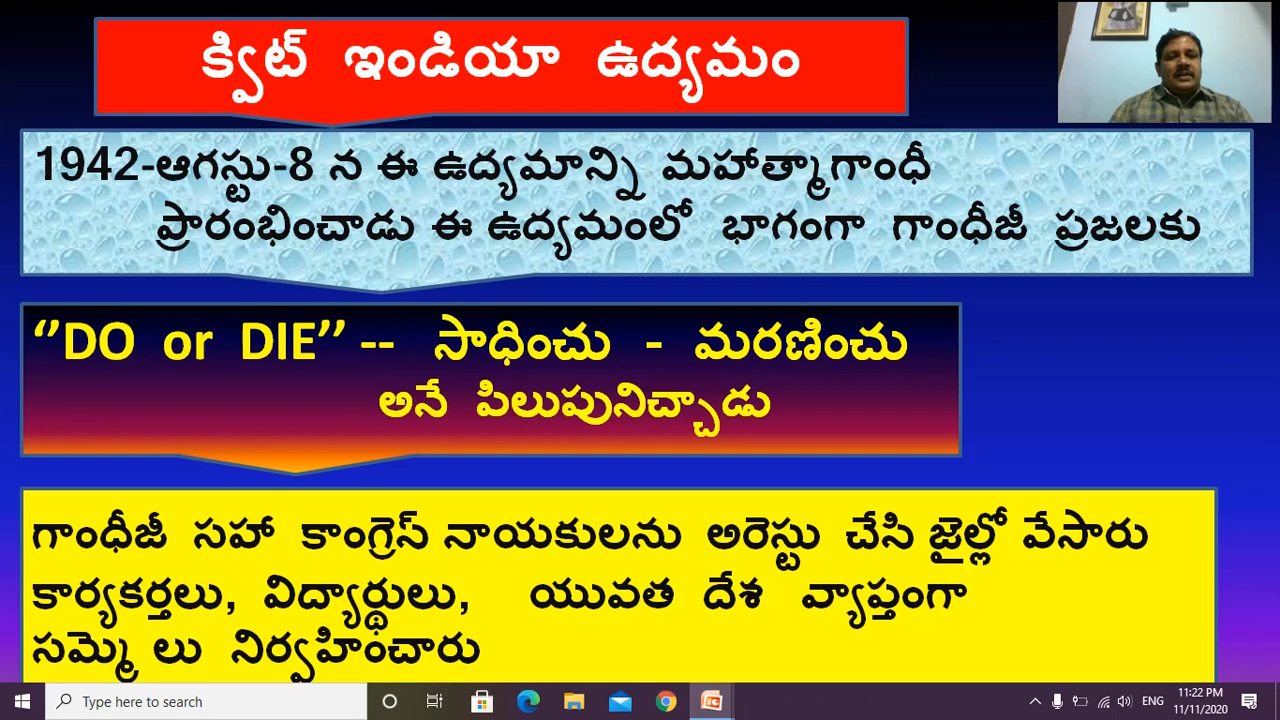 క్విట్ ఇండియా ఉద్యమం
1942-ఆగస్టు-8 న ఈ ఉద్యమాన్ని మహాత్మాగాంధీ
ప్రారంభించాడు ఈ ఉద్యమంలో భాగంగా గాంధీజీ ప్రజలకు
‘’DO or DIE’’ -- సాధించు - మరణించు
అనే పిలుపునిచ్చాడు
గాంధీజీ సహా కాంగ్రెస్ నాయకులను అరెస్టు చేసి జైల్లో వేసారు
కార్యకర్తలు, విద్యార్థులు, యువత దేశ వ్యాప్తంగా
సమ్మె లు నిర్వహించారు
Type here to search
ENG
11:22 PM
11/11/2020